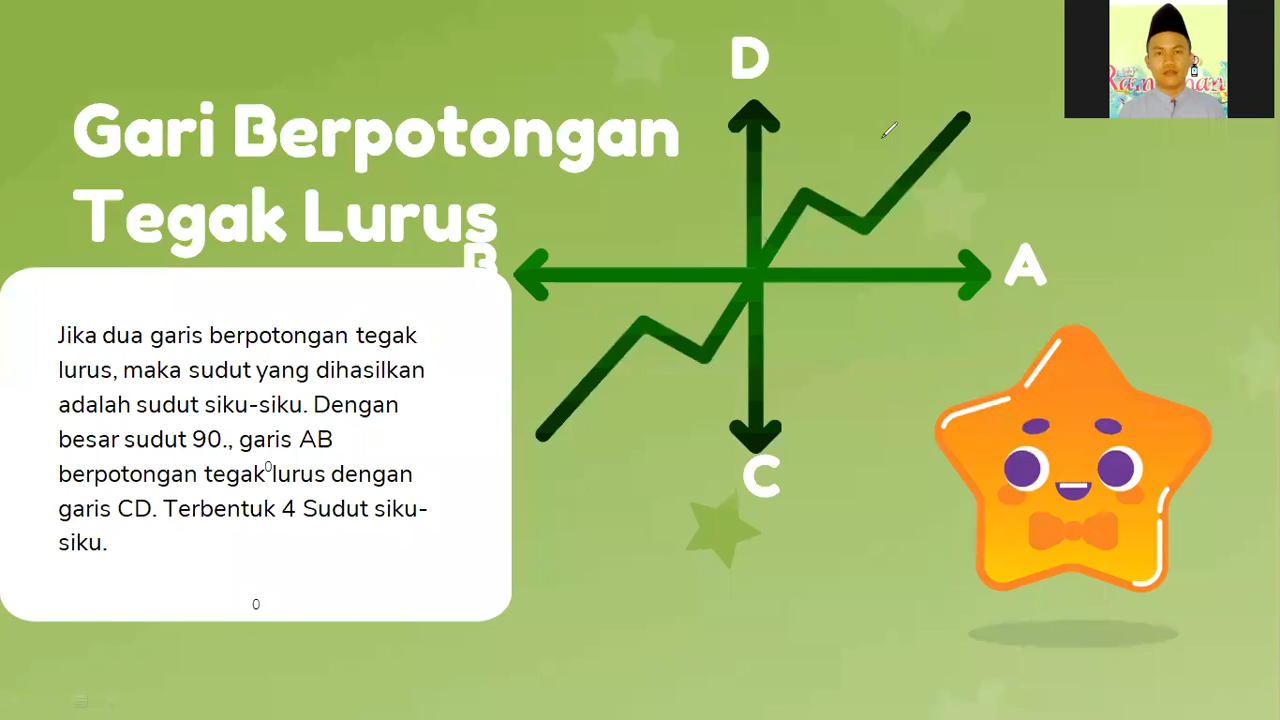 Gari Berpotongan
Tegak Lurus
D
B
A
C
Jika dua garis berpotongan tegak
lurus, maka sudut yang dihasilkan
adalah sudut siku-siku. Dengan
besar sudut 90., garis AB
0
berpotongan tegak lurus dengan
garis CD. Terbentuk 4 Sudut siku-
siku.
0